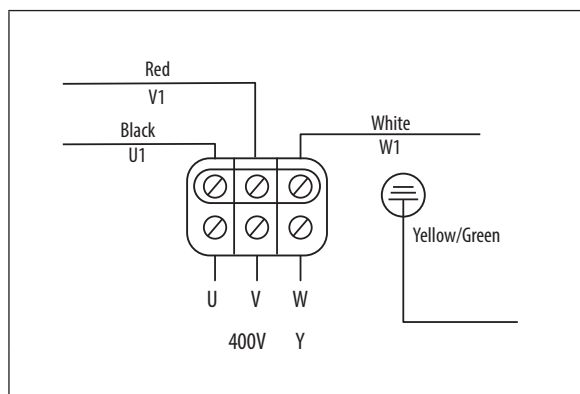 Red
V1
Black
U1
White
W1
Yellow/Green
U V W
400V Y